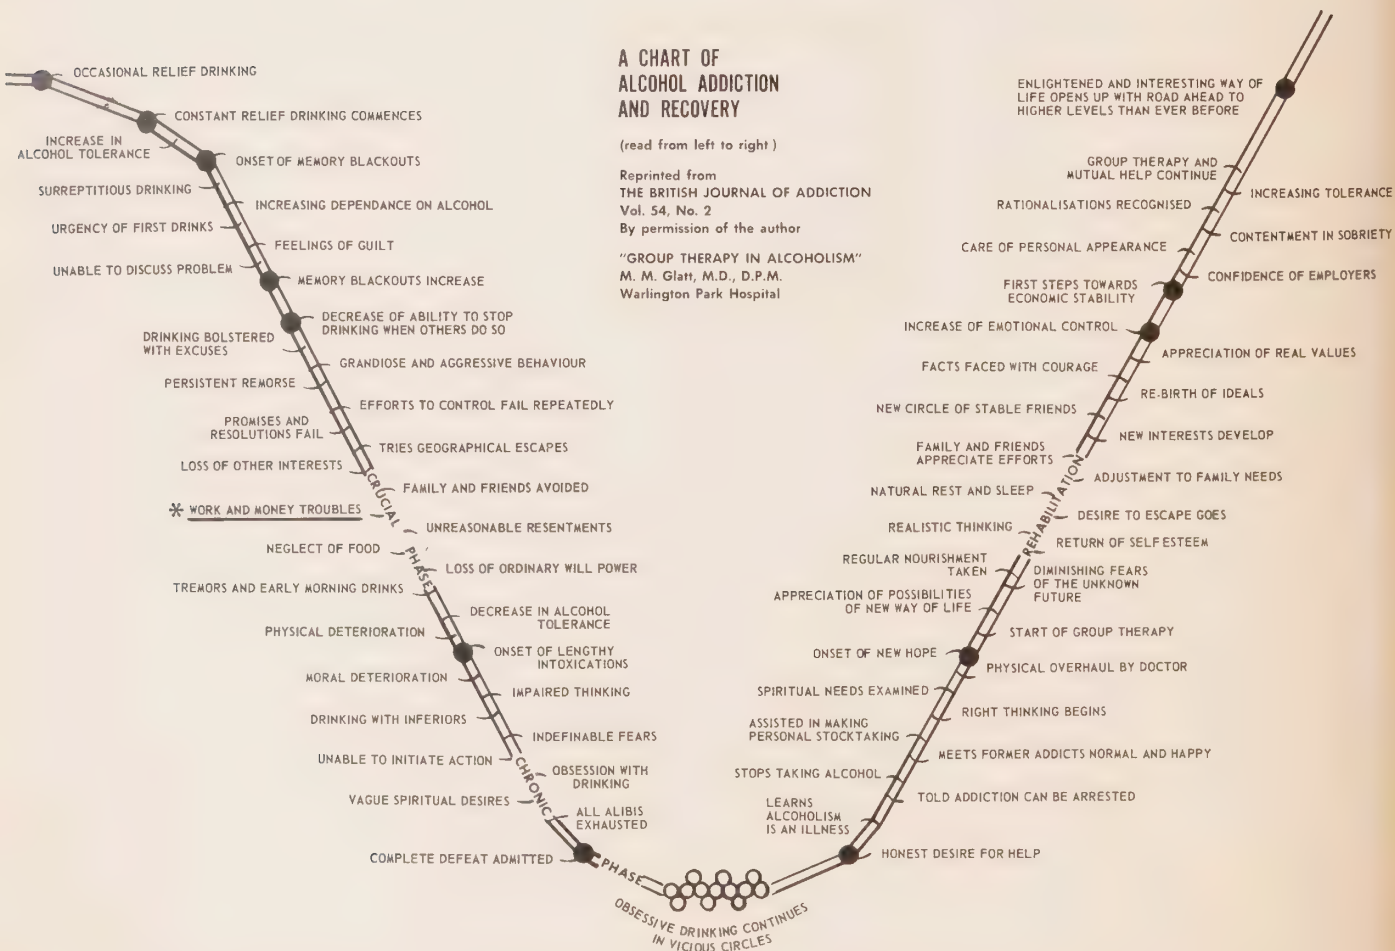 A CHART OF
ALCOHOL ADDICTION
AND RECOVERY
(read from left to right)
Reprinted from
THE BRITISH JOURNAL OF ADDICTION
Vol. 54, No. 2
By permission of the author
"GROUP THERAPY IN ALCOHOLISM"
M. M. Glatt, M.D., D.P.M.
Warlington Park Hospital
OCCASIONAL RELIEF DRINKING
CONSTANT RELIEF DRINKING COMMENCES
INCREASE IN
ALCOHOL TOLERANCE
ONSET OF MEMORY BLACKOUTS
SURREPTITIOUS DRINKING
INCREASING DEPENDANCE ON ALCOHOL
URGENCY OF FIRST DRINKS
FEELINGS OF GUILT
UNABLE TO DISCUSS PROBLEM
MEMORY BLACKOUTS INCREASE
DECREASE OF ABILITY TO STOP
DRINKING WHEN OTHERS DO SO
DRINKING BOLSTERED
WITH EXCUSES
GRANDIOSE AND AGGRESSIVE BEHAVIOUR
PERSISTENT REMORSE
EFFORTS TO CONTROL FAIL REPEATEDLY
PROMISES AND
RESOLUTIONS FAIL
TRIES GEOGRAPHICAL ESCAPES
LOSS OF OTHER INTERESTS
CRUCIAL PHASE
FAMILY AND FRIENDS AVOIDED
* WORK AND MONEY TROUBLES
UNREASONABLE RESENTMENTS
NEGLECT OF FOOD
LOSS OF ORDINARY WILL POWER
TREMORS AND EARLY MORNING DRINKS
DECREASE IN ALCOHOL
TOLERANCE
PHYSICAL DETERIORATION
ONSET OF LENGTHY
INTOXICATIONS
MORAL DETERIORATION
IMPAIRED THINKING
DRINKING WITH INFERIORS
INDEFINABLE FEARS
UNABLE TO INITIATE ACTION
CHRONIC PHASE
OBSESSION WITH
DRINKING
VAGUE SPIRITUAL DESIRES
ALL ALIBIS
EXHAUSTED
COMPLETE DEFEAT ADMITTED
OBSESSIVE DRINKING CONTINUES
IN VICIOUS CIRCLES
ENLIGHTENED AND INTERESTING WAY OF
LIFE OPENS UP WITH ROAD AHEAD TO
HIGHER LEVELS THAN EVER BEFORE
GROUP THERAPY AND
MUTUAL HELP CONTINUE
INCREASING TOLERANCE
RATIONALISATIONS RECOGNISED
CONTENTMENT IN SOBRIETY
CARE OF PERSONAL APPEARANCE
CONFIDENCE OF EMPLOYERS
FIRST STEPS TOWARDS
ECONOMIC STABILITY
INCREASE OF EMOTIONAL CONTROL
APPRECIATION OF REAL VALUES
FACTS FACED WITH COURAGE
RE-BIRTH OF IDEALS
NEW CIRCLE OF STABLE FRIENDS
NEW INTERESTS DEVELOP
FAMILY AND FRIENDS
APPRECIATE EFFORTS
REHABILITATION
ADJUSTMENT TO FAMILY NEEDS
NATURAL REST AND SLEEP
DESIRE TO ESCAPE GOES
REALISTIC THINKING
RETURN OF SELF ESTEEM
REGULAR NOURISHMENT
TAKEN
DIMINISHING FEARS
OF THE UNKNOWN
FUTURE
APPRECIATION OF POSSIBILITIES
OF NEW WAY OF LIFE
START OF GROUP THERAPY
ONSET OF NEW HOPE
PHYSICAL OVERHAUL BY DOCTOR
SPIRITUAL NEEDS EXAMINED
RIGHT THINKING BEGINS
ASSISTED IN MAKING
PERSONAL STOCKTAKING
MEETS FORMER ADDICTS NORMAL AND HAPPY
STOPS TAKING ALCOHOL
TOLD ADDICTION CAN BE ARRESTED
LEARNS
ALCOHOLISM
IS AN ILLNESS
HONEST DESIRE FOR HELP